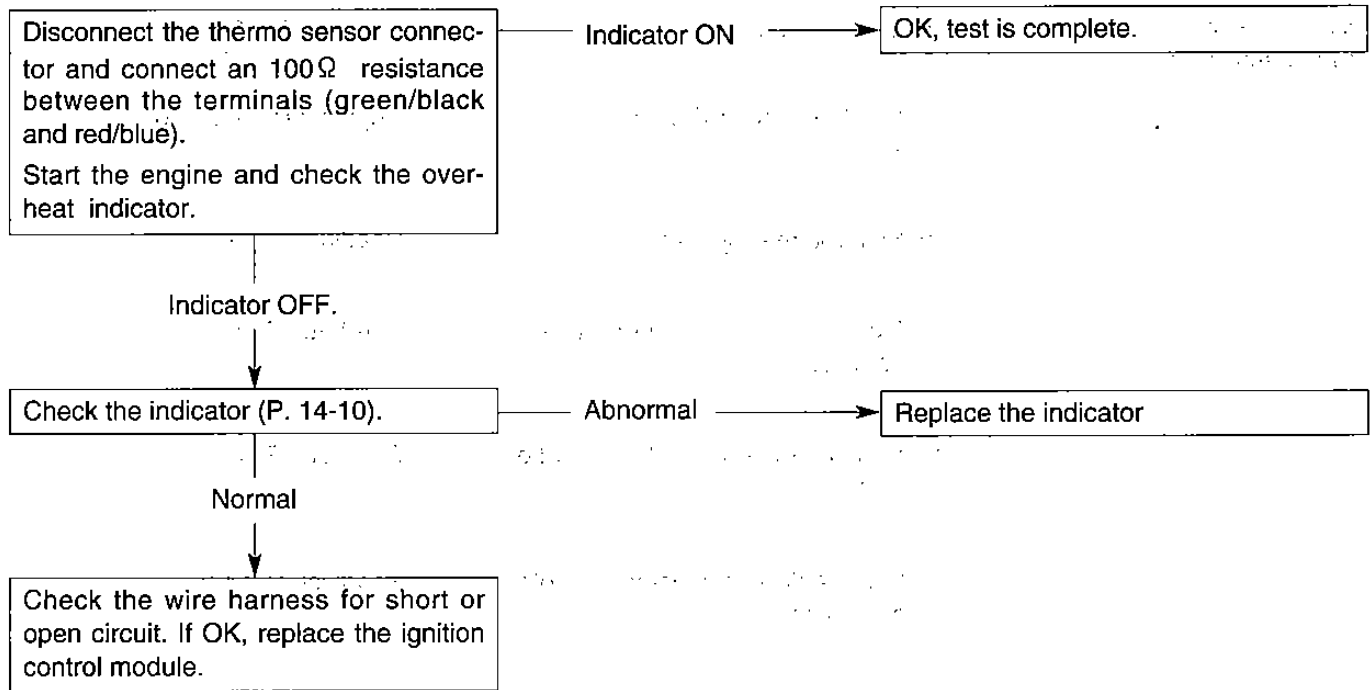 Disconnect the thermo sensor connec-
tor and connect an 100Ω resistance
between the terminals (green/black
and red/blue).
Start the engine and check the over-
heat indicator.
Indicator ON
OK, test is complete.
Indicator OFF.
Check the indicator (P. 14-10).
Abnormal
Replace the indicator
Normal
Check the wire harness for short or
open circuit. If OK, replace the ignition
control module.